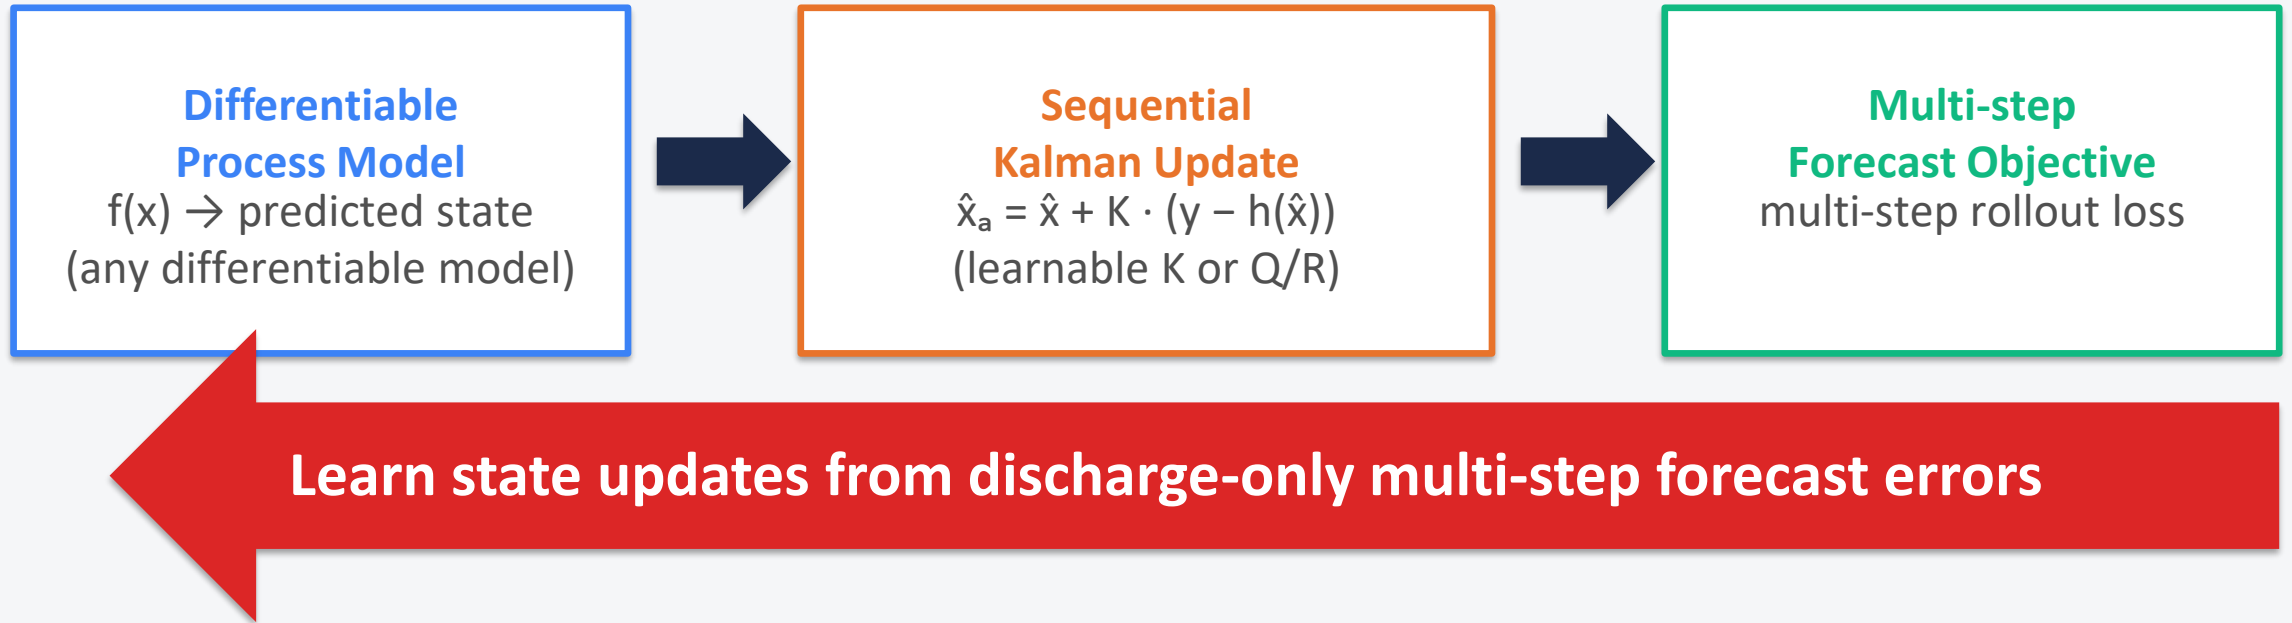 Differentiable
Process Model
f(x) → predicted state
(any differentiable model)
Sequential
Kalman Update
x̂ₐ = x̂ + K · (y – h(x̂))
(learnable K or Q/R)
Multi-step
Forecast Objective
multi-step rollout loss
Learn state updates from discharge-only multi-step forecast errors